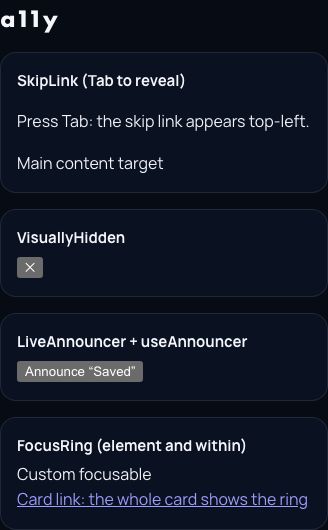 a11y
SkipLink (Tab to reveal)
Press Tab: the skip link appears top-left.
Main content target
VisuallyHidden
LiveAnnouncer + useAnnouncer
Announce “Saved”
FocusRing (element and within)
Custom focusable
Card link: the whole card shows the ring